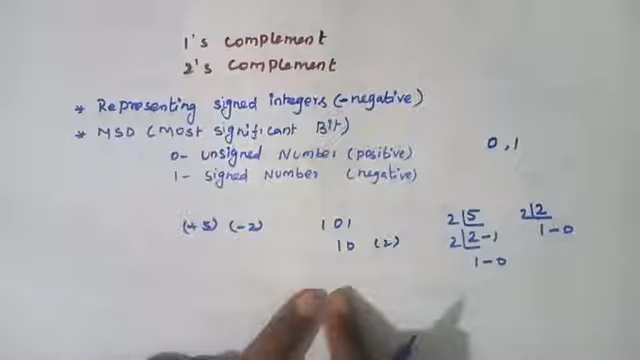 1's complement
2's complement
* Representing signed integers (-negative)
* MSD (Most significant Bit)
0- unsigned Number (positive)
1- signed Number (negative)
0,1
(+5) (-2)
101
10 (2)
2|5
2|2-1
1-0
2|2
1-0